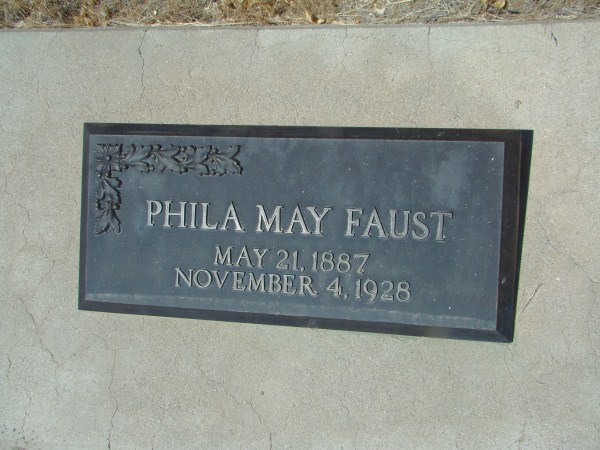 PHILA MAY FAUST
MAY 21, 1887
NOVEMBER 4, 1928